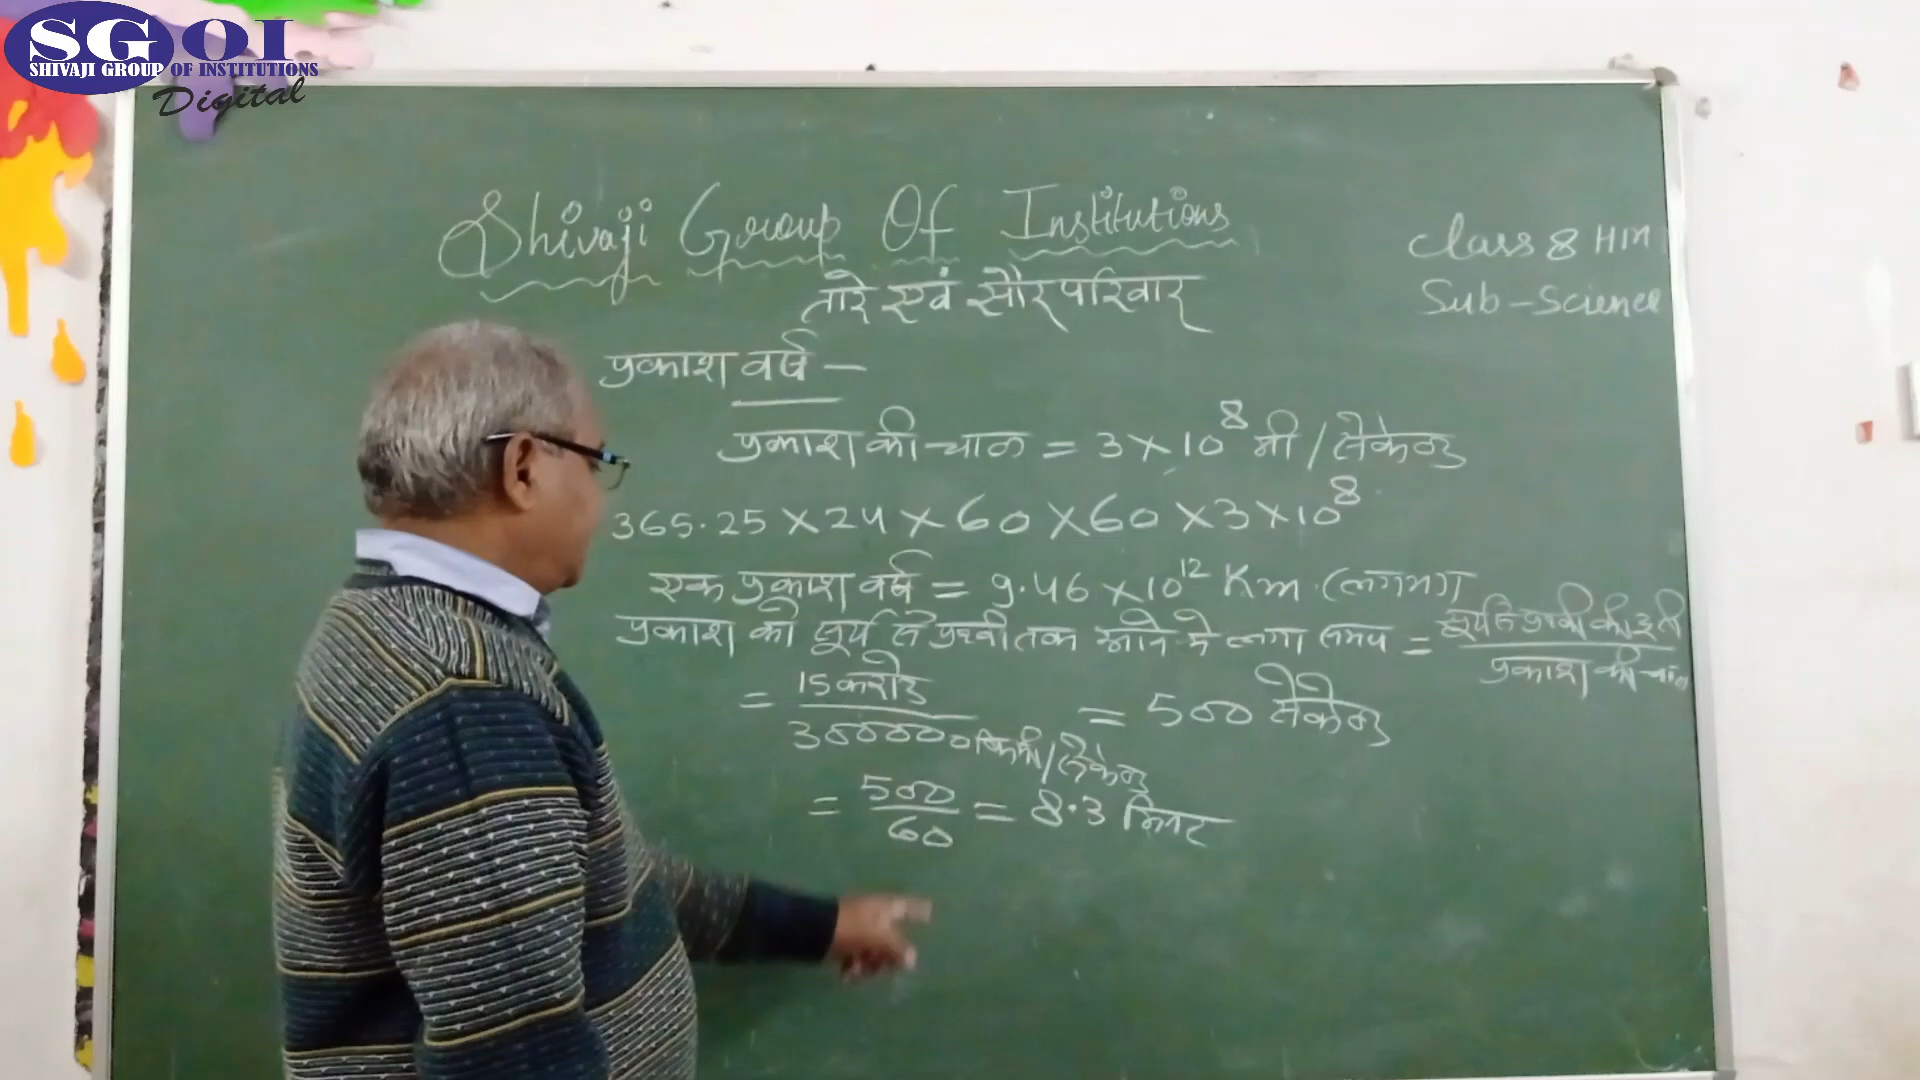 SGOI
SHIVAJI GROUP OF INSTITUTIONS
Digital
Shivaji Group Of Institutions
Class 8 HM
Sub-Science
तारे एवं सौर परिवार
प्रकाश वर्ष —
प्रकाश की चाल = 3 × 10⁸ मी / सेकेन्ड
365.25 × 24 × 60 × 60 × 3 × 10⁸
एक प्रकाश वर्ष = 9.46 × 10¹² Km. (लगभग
प्रकाश को सूर्य से पृथ्वी तक आने मे लगा समय = सूर्य से पृथ्वी की दूरी / प्रकाश की चाल
= 15 करोड़ / 300000 किमी/सेकेन्ड = 500 सेकेन्ड
= 500 / 60 = 8.3 मिनट